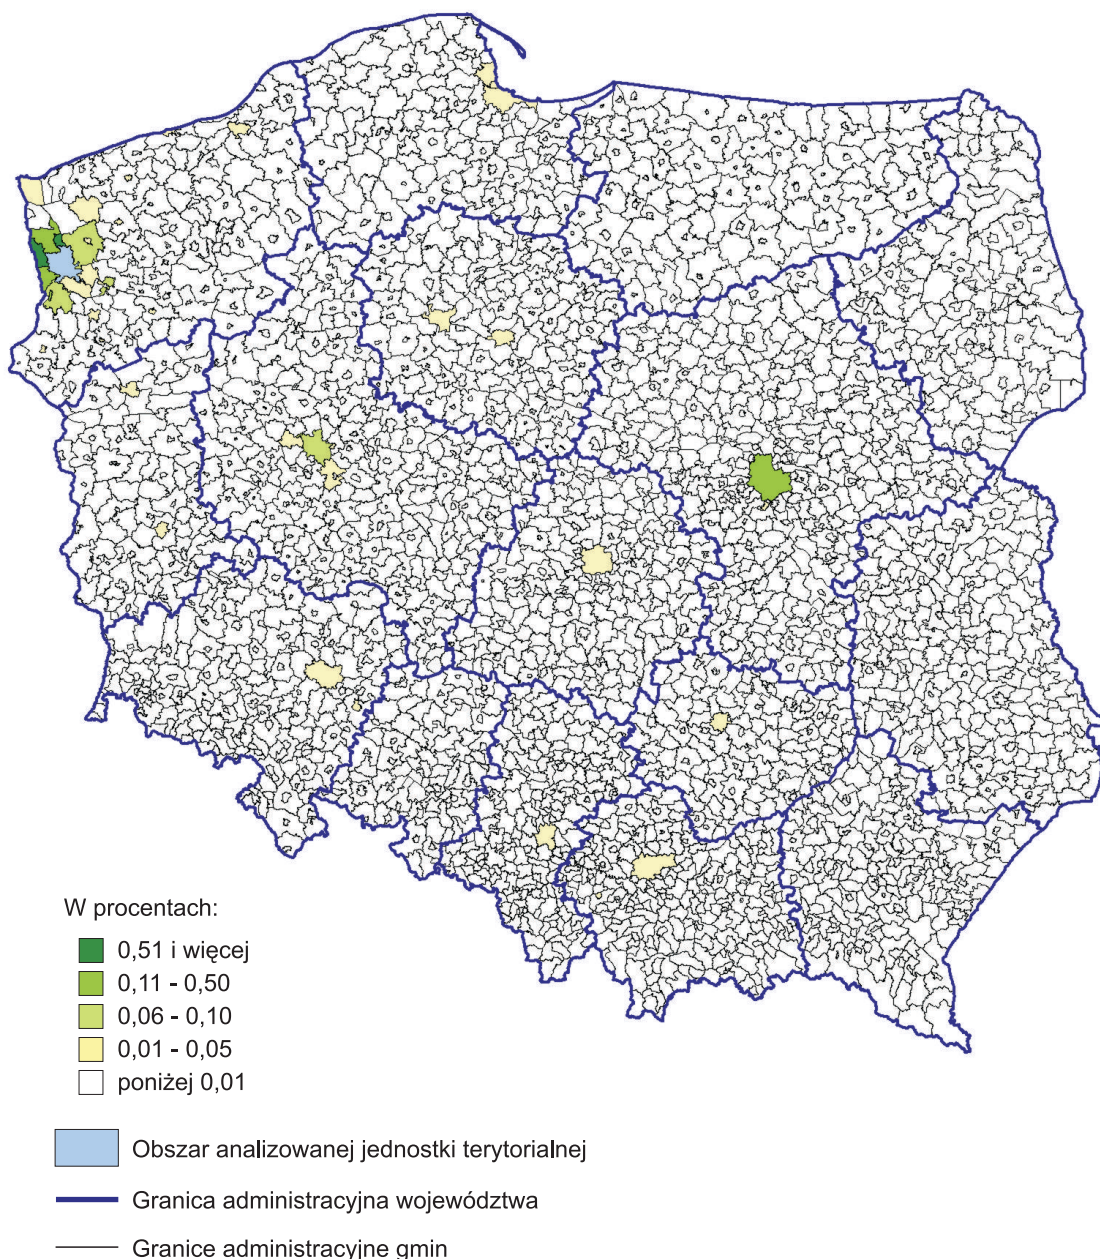 W procentach:
0,51 i więcej
0,11 - 0,50
0,06 - 0,10
0,01 - 0,05
poniżej 0,01
Obszar analizowanej jednostki terytorialnej
Granica administracyjna województwa
Granice administracyjne gmin